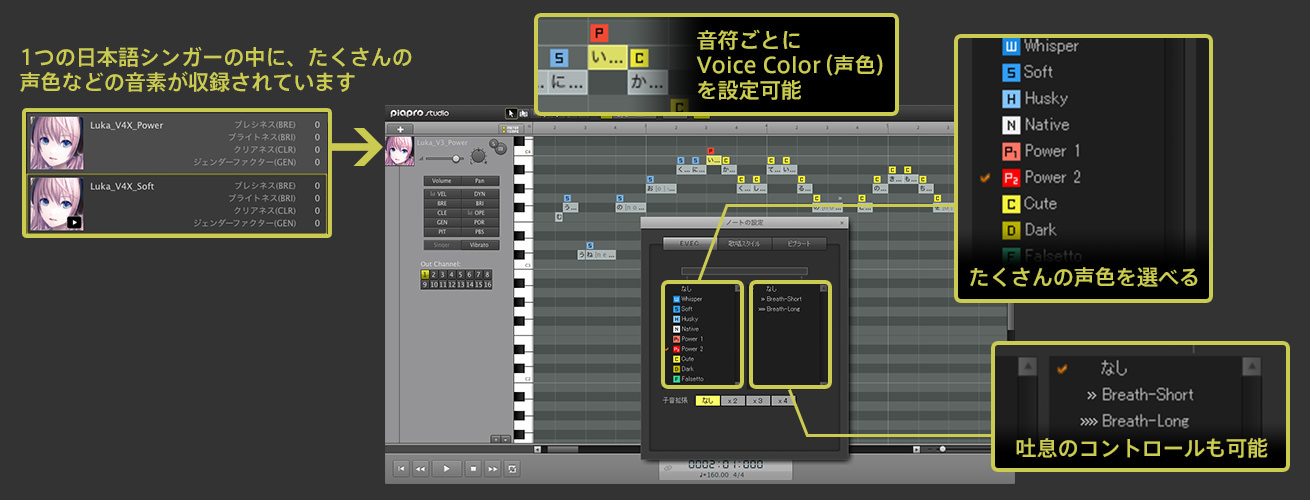 1つの日本語シンガーの中に、たくさんの
声色などの音素が収録されています
Luka_V4X_Power
ブレシネス(BRE) 0
ブライトネス(BRI) 0
クリアネス(CLR) 0
ジェンダーファクター(GEN) 0
Luka_V4X_Soft
ブレシネス(BRE) 0
ブライトネス(BRI) 0
クリアネス(CLR) 0
ジェンダーファクター(GEN) 0
P
S い... C
... に... か...
C
音符ごとに
Voice Color (声色)
を設定可能
W Whisper
S Soft
H Husky
N Native
P1 Power 1
P2 Power 2
C Cute
D Dark
F Falsetto
たくさんの声色を選べる
piapro studio
Luka_V3_Power
Volume Pan
VEL DYN
BRE BRI
CLE OPE
GEN POR
PIT PBS
Singer Vibrato
Out Channel:
1 2 3 4 5 6 7 8
9 10 11 12 13 14 15 16
C4
C3
C2
ノートの設定
E.V.E.C. 歌唱スタイル ビブラート
なし
W Whisper
S Soft
H Husky
N Native
P1 Power 1
P2 Power 2
C Cute
D Dark
F Falsetto
なし
Breath-Short
Breath-Long
子音拡張 なし x2 x3 x4
0002:01:000
♩=160.00 4/4
なし
Breath-Short
Breath-Long
吐息のコントロールも可能